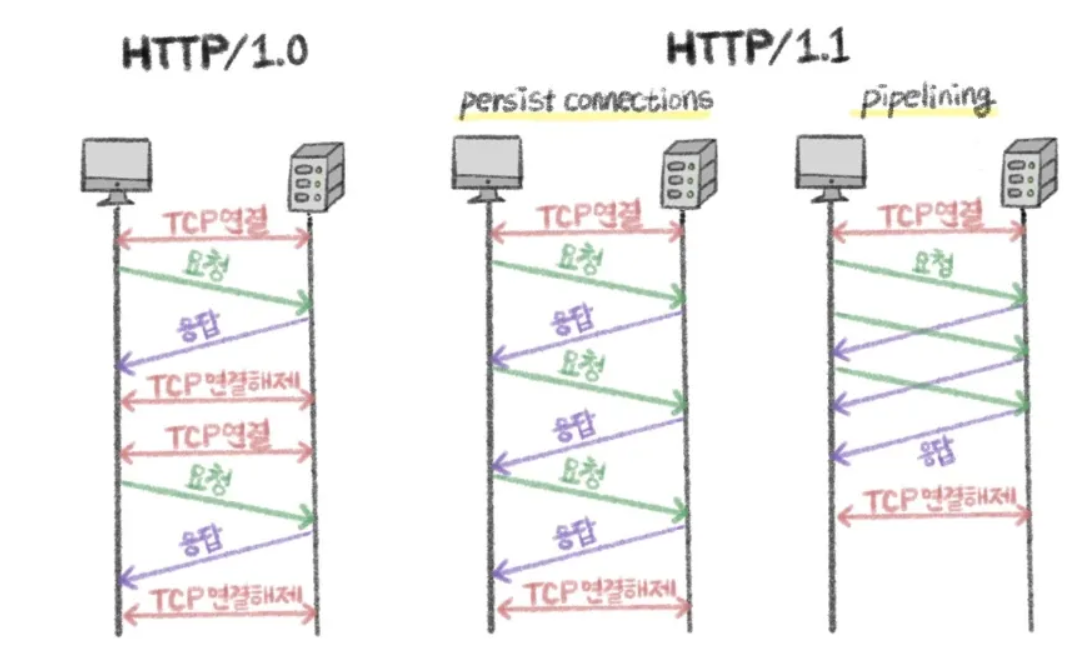 HTTP/1.0
TCP연결
요청
응답
TCP연결해제
TCP연결
요청
응답
TCP연결해제
HTTP/1.1
persist connections
TCP연결
요청
응답
요청
응답
요청
응답
TCP연결해제
pipelining
TCP연결
요청
응답
TCP연결해제